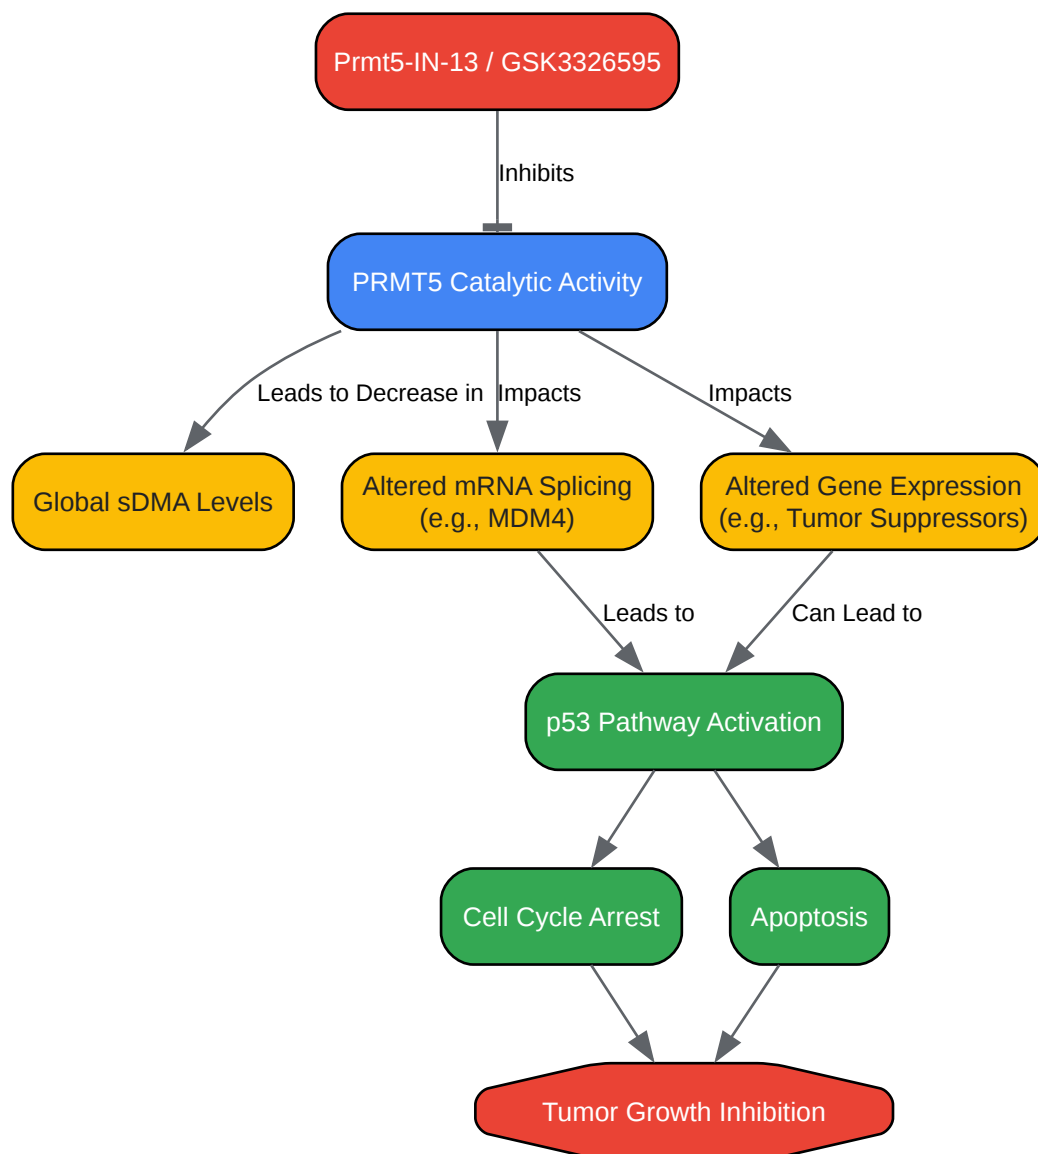 Prmt5-IN-13 / GSK3326595
Inhibits
PRMT5 Catalytic Activity
Leads to Decrease in
Impacts
Impacts
Global sDMA Levels
Altered mRNA Splicing
(e.g., MDM4)
Altered Gene Expression
(e.g., Tumor Suppressors)
Leads to
Can Lead to
p53 Pathway Activation
Cell Cycle Arrest
Apoptosis
Tumor Growth Inhibition